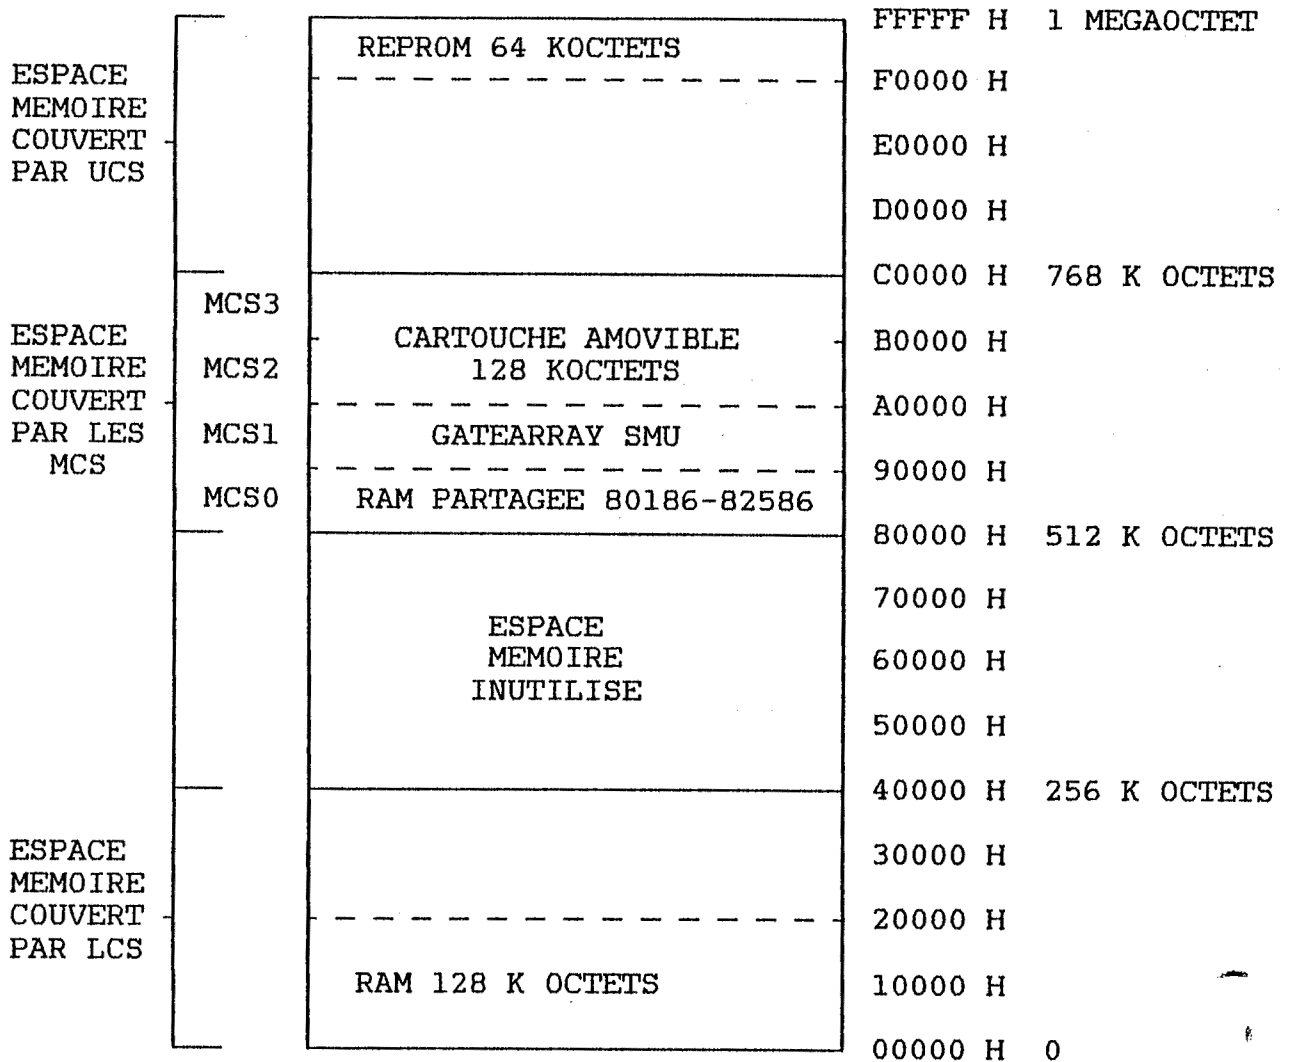 FFFFF H 1 MEGAOCTET
REPROM 64 KOCTETS
ESPACE
MEMOIRE
COUVERT
PAR UCS
F0000 H
E0000 H
D0000 H
C0000 H 768 K OCTETS
MCS3
ESPACE
MEMOIRE
COUVERT
PAR LES
MCS
CARTOUCHE AMOVIBLE
128 KOCTETS
B0000 H
MCS2
A0000 H
MCS1
GATEARRAY SMU
90000 H
MCS0
RAM PARTAGEE 80186-82586
80000 H 512 K OCTETS
70000 H
ESPACE
MEMOIRE
INUTILISE
60000 H
50000 H
40000 H 256 K OCTETS
ESPACE
MEMOIRE
COUVERT
PAR LCS
30000 H
20000 H
RAM 128 K OCTETS
10000 H
00000 H 0